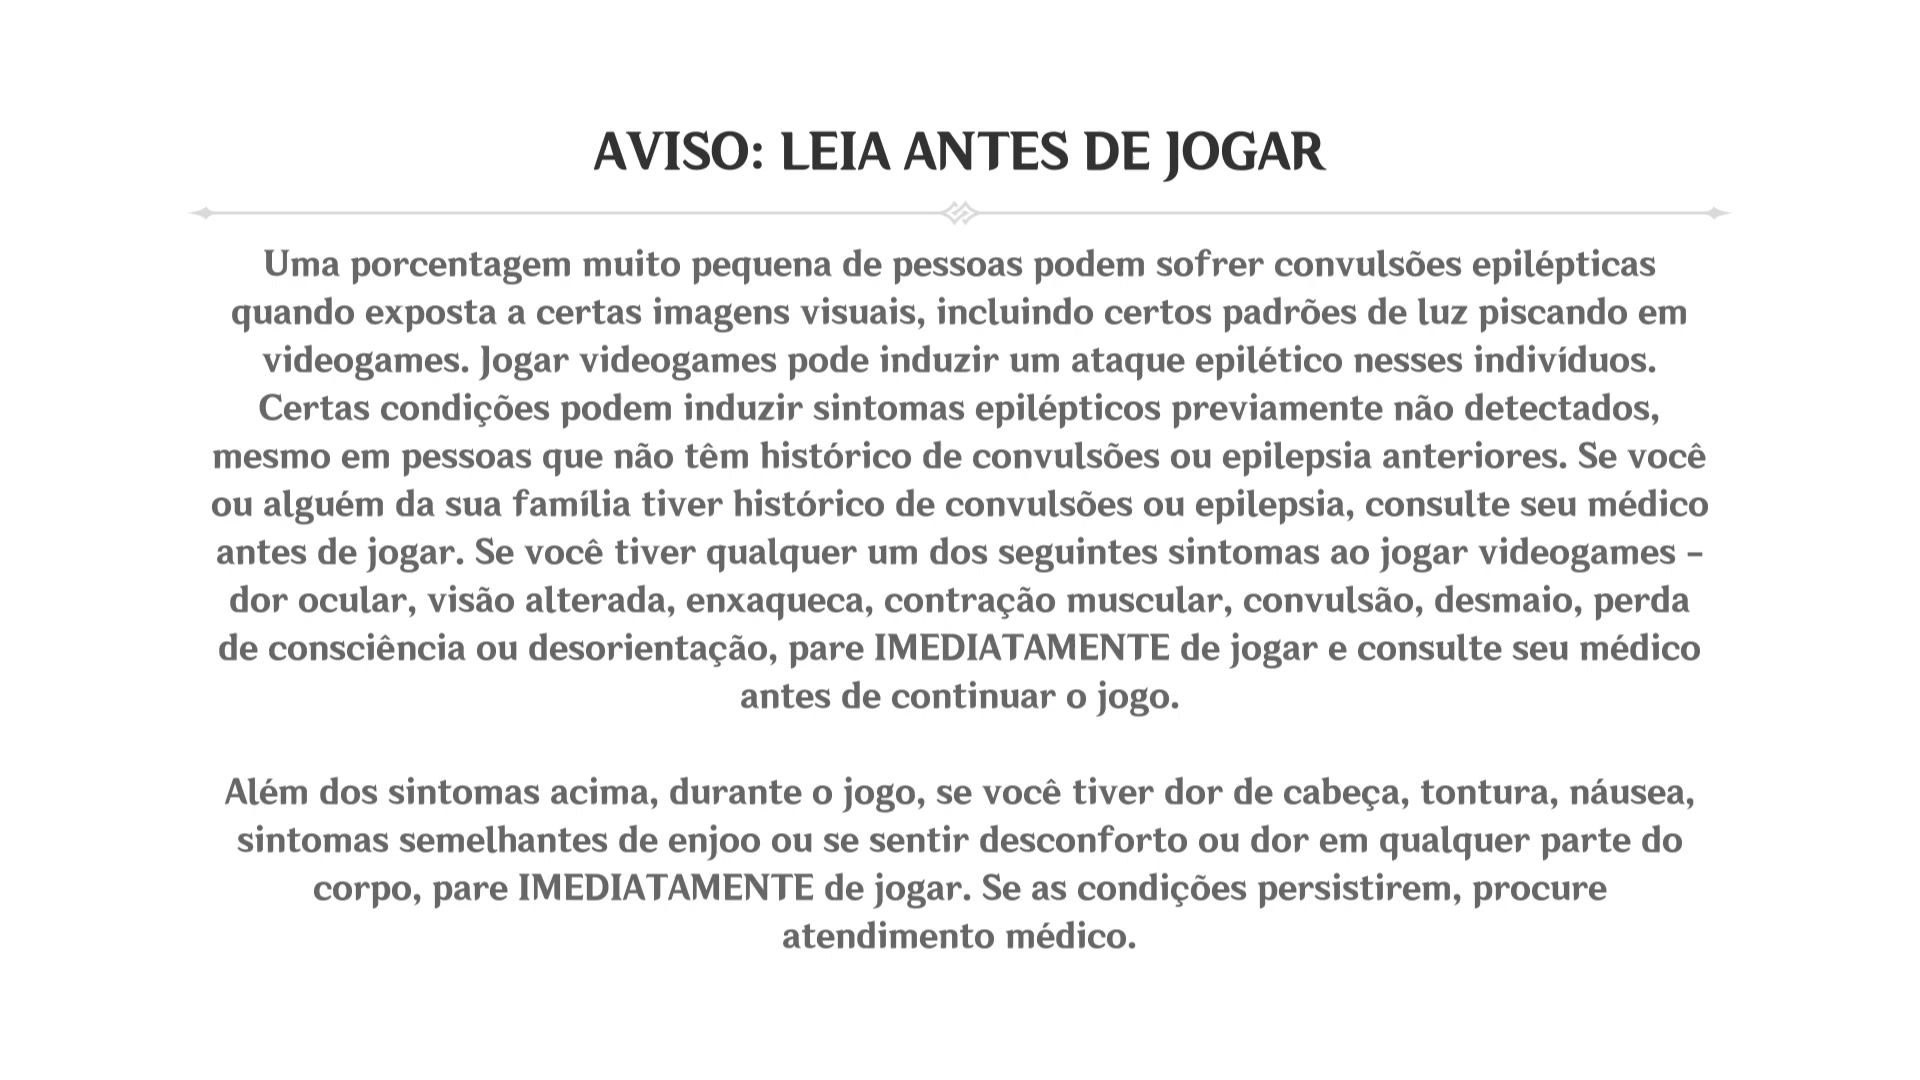 AVISO: LEIA ANTES DE JOGAR
Uma porcentagem muito pequena de pessoas podem sofrer convulsões epilépticas
quando exposta a certas imagens visuais, incluindo certos padrões de luz piscando em
videogames. Jogar videogames pode induzir um ataque epilético nesses indivíduos.
Certas condições podem induzir sintomas epilépticos previamente não detectados,
mesmo em pessoas que não têm histórico de convulsões ou epilepsia anteriores. Se você
ou alguém da sua família tiver histórico de convulsões ou epilepsia, consulte seu médico
antes de jogar. Se você tiver qualquer um dos seguintes sintomas ao jogar videogames –
dor ocular, visão alterada, enxaqueca, contração muscular, convulsão, desmaio, perda
de consciência ou desorientação, pare IMEDIATAMENTE de jogar e consulte seu médico
antes de continuar o jogo.
Além dos sintomas acima, durante o jogo, se você tiver dor de cabeça, tontura, náusea,
sintomas semelhantes de enjoo ou se sentir desconforto ou dor em qualquer parte do
corpo, pare IMEDIATAMENTE de jogar. Se as condições persistirem, procure
atendimento médico.